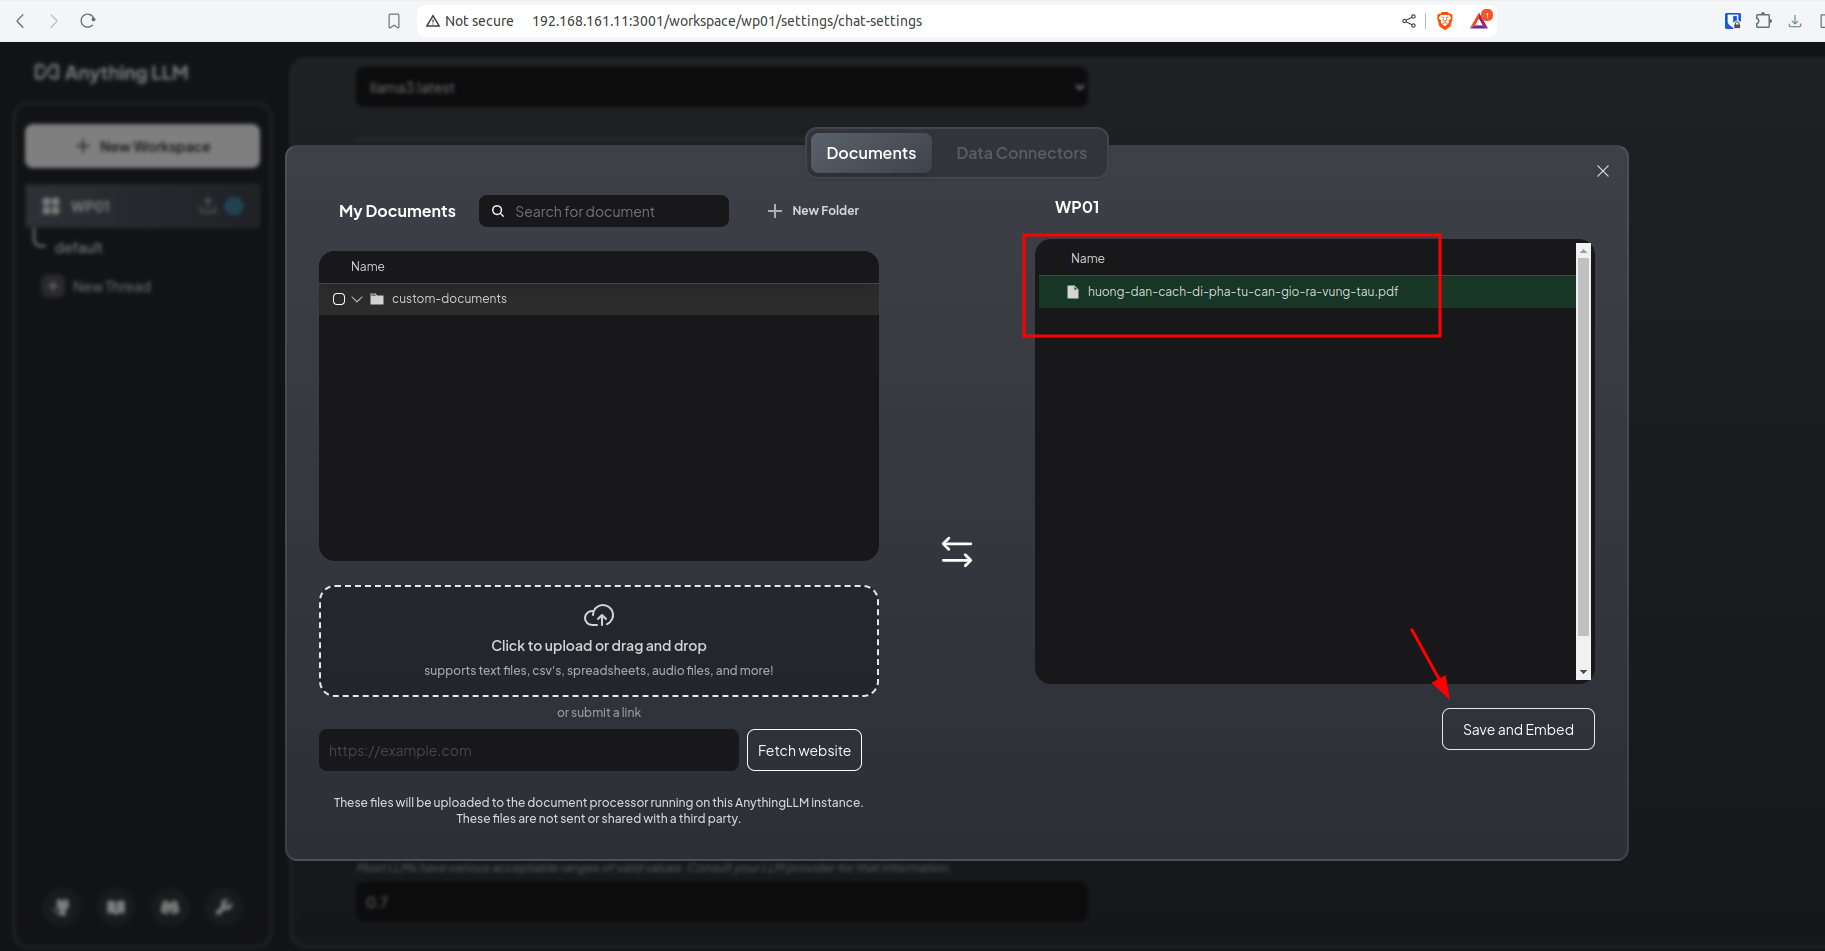 Not secure 192.168.161.11:3001/workspace/wp01/settings/chat-settings
1
Anything LLM
llama3:latest
New Workspace
Documents
Data Connectors
WP01
default
New Thread
My Documents
Search for document
New Folder
Name
custom-documents
Click to upload or drag and drop
supports text files, csv's, spreadsheets, audio files, and more!
or submit a link
https://example.com
Fetch website
These files will be uploaded to the document processor running on this AnythingLLM instance.
These files are not sent or shared with a third party.
WP01
Name
huong-dan-cach-di-pha-tu-can-gio-ra-vung-tau.pdf
Save and Embed
Most LLMs have various acceptable ranges of valid values. Consult your LLM provider for that information.
0.7